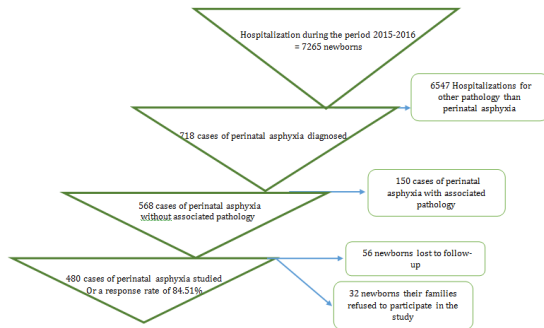 Hospitalization during the period 2015-2016
= 7265 newborns
6547 Hospitalizations for
other pathology than
perinatal asphyxia
718 cases of perinatal asphyxia diagnosed
150 cases of perinatal
asphyxia with associated
pathology
568 cases of perinatal asphyxia
without associated pathology
56 newborns lost to follow-
up
480 cases of perinatal asphyxia studied
Or a response rate of 84.51%
32 newborns their families
refused to participate in the
study